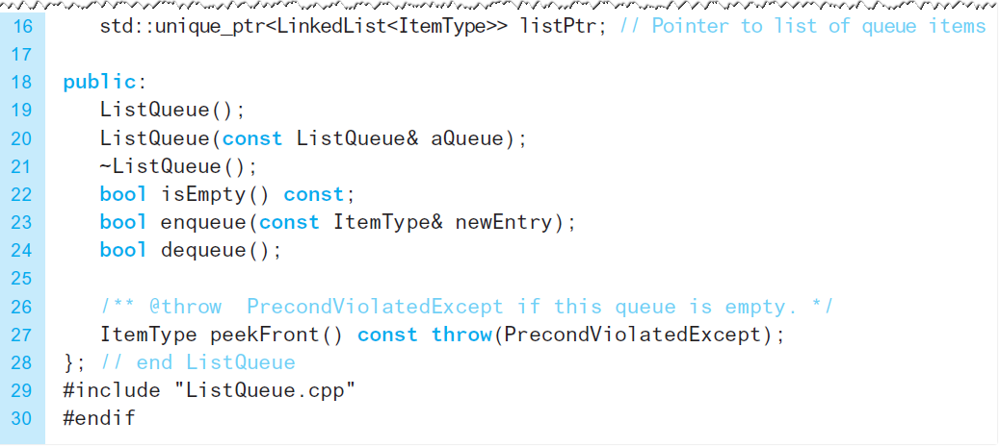 16 std::unique_ptr<LinkedList<ItemType>> listPtr; // Pointer to list of queue items
17
18 public:
19 ListQueue();
20 ListQueue(const ListQueue& aQueue);
21 ~ListQueue();
22 bool isEmpty() const;
23 bool enqueue(const ItemType& newEntry);
24 bool dequeue();
25
26 /** @throw PrecondViolatedExcept if this queue is empty. */
27 ItemType peekFront() const throw(PrecondViolatedExcept);
28 }; // end ListQueue
29 #include "ListQueue.cpp"
30 #endif